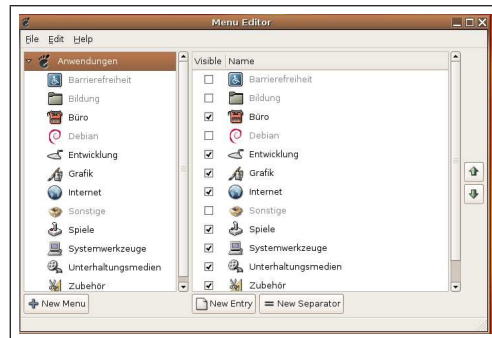 Menu Editor
File Edit Help
Anwendungen
Barrierefreiheit
Bildung
Büro
Debian
Entwicklung
Grafik
Internet
Sonstige
Spiele
Systemwerkzeuge
Unterhaltungsmedien
Zubehör
New Menu
Visible Name
Barrierefreiheit
Bildung
Büro
Debian
Entwicklung
Grafik
Internet
Sonstige
Spiele
Systemwerkzeuge
Unterhaltungsmedien
Zubehör
New Entry New Separator